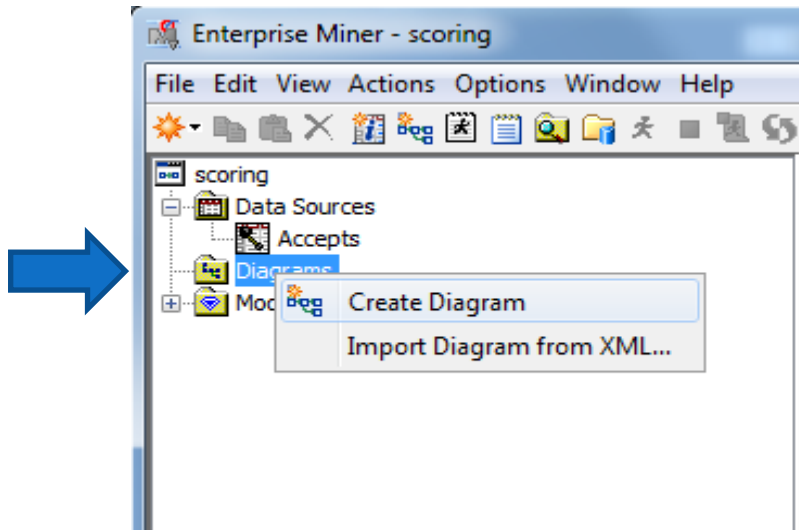 Enterprise Miner - scoring
File Edit View Actions Options Window Help
scoring
Data Sources
Accepts
Diagrams
Mod
Create Diagram
Import Diagram from XML...